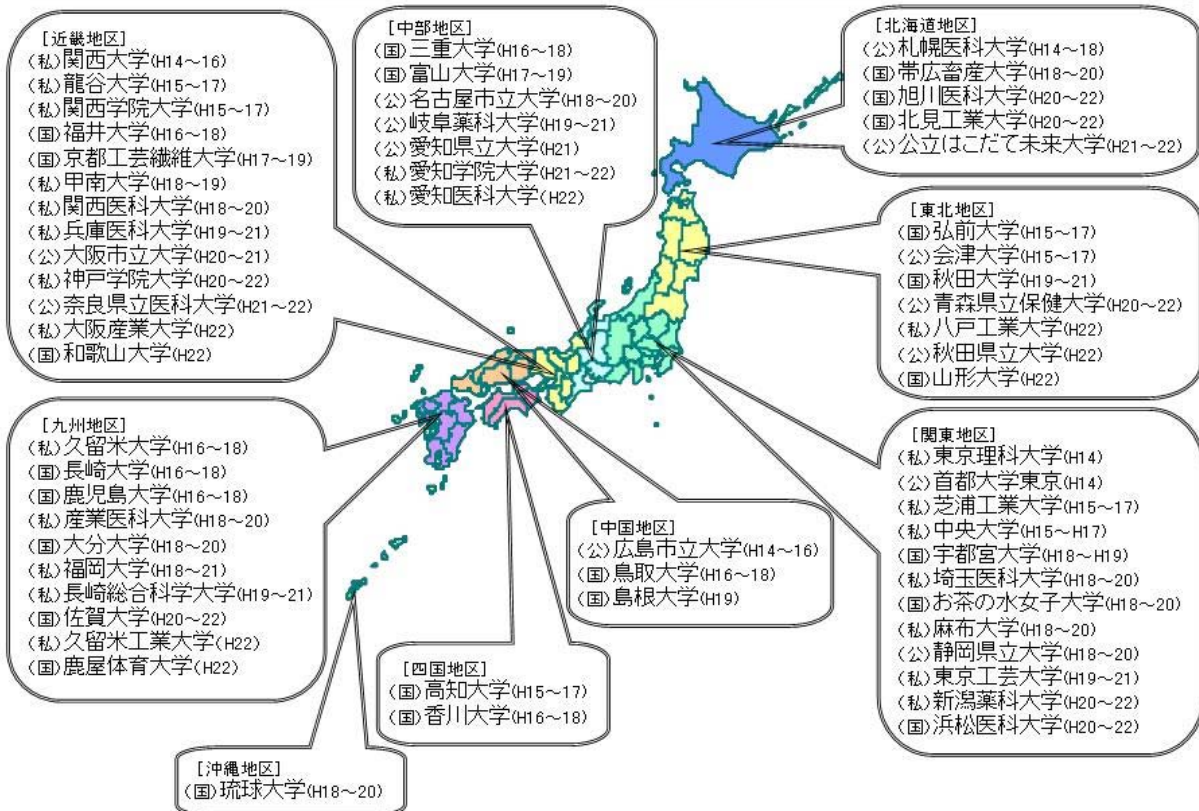 [近畿地区]
(私)関西大学(H14~16)
(私)龍谷大学(H15~17)
(私)関西学院大学(H15~17)
(国)福井大学(H16~18)
(国)京都工芸繊維大学(H17~19)
(私)甲南大学(H18~19)
(私)関西医科大学(H18~20)
(私)兵庫医科大学(H19~21)
(公)大阪市立大学(H20~21)
(私)神戸学院大学(H20~22)
(公)奈良県立医科大学(H21~22)
(私)大阪産業大学(H22)
(国)和歌山大学(H22)
[中部地区]
(国)三重大学(H16~18)
(国)富山大学(H17~19)
(公)名古屋市立大学(H18~20)
(公)岐阜薬科大学(H19~21)
(公)愛知県立大学(H21)
(私)愛知学院大学(H21~22)
(私)愛知医科大学(H22)
[北海道地区]
(公)札幌医科大学(H14~18)
(国)帯広畜産大学(H18~20)
(国)旭川医科大学(H20~22)
(国)北見工業大学(H20~22)
(公)公立はこだて未来大学(H21~22)
[東北地区]
(国)弘前大学(H15~17)
(公)会津大学(H15~17)
(国)秋田大学(H19~21)
(公)青森県立保健大学(H20~22)
(私)八戸工業大学(H22)
(公)秋田県立大学(H22)
(国)山形大学(H22)
[九州地区]
(私)久留米大学(H16~18)
(国)長崎大学(H16~18)
(国)鹿児島大学(H16~18)
(私)産業医科大学(H18~20)
(国)大分大学(H18~20)
(私)福岡大学(H18~21)
(私)長崎総合科学大学(H19~21)
(国)佐賀大学(H20~22)
(私)久留米工業大学(H22)
(国)鹿屋体育大学(H22)
[中国地区]
(公)広島市立大学(H14~16)
(国)鳥取大学(H16~18)
(国)島根大学(H19)
[関東地区]
(私)東京理科大学(H14)
(公)首都大学東京(H14)
(私)芝浦工業大学(H15~17)
(私)中央大学(H15~H17)
(国)宇都宮大学(H18~H19)
(私)埼玉医科大学(H18~20)
(国)お茶の水女子大学(H18~20)
(私)麻布大学(H18~20)
(公)静岡県立大学(H18~20)
(私)東京工芸大学(H19~21)
(私)新潟薬科大学(H20~22)
(国)浜松医科大学(H20~22)
[四国地区]
(国)高知大学(H15~17)
(国)香川大学(H16~18)
[沖縄地区]
(国)琉球大学(H18~20)